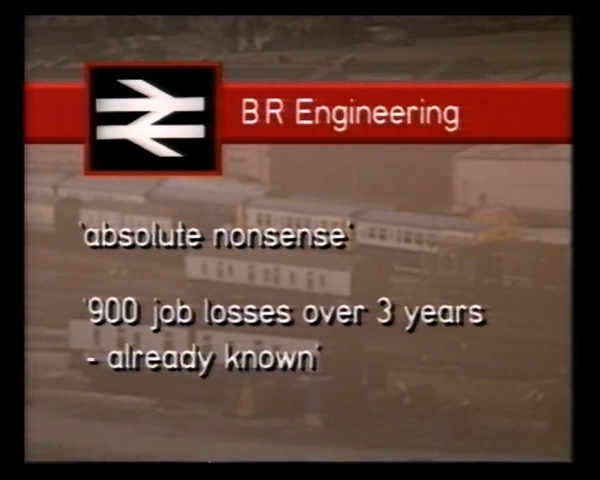 BR Engineering
'absolute nonsense'
'900 job losses over 3 years
- already known'